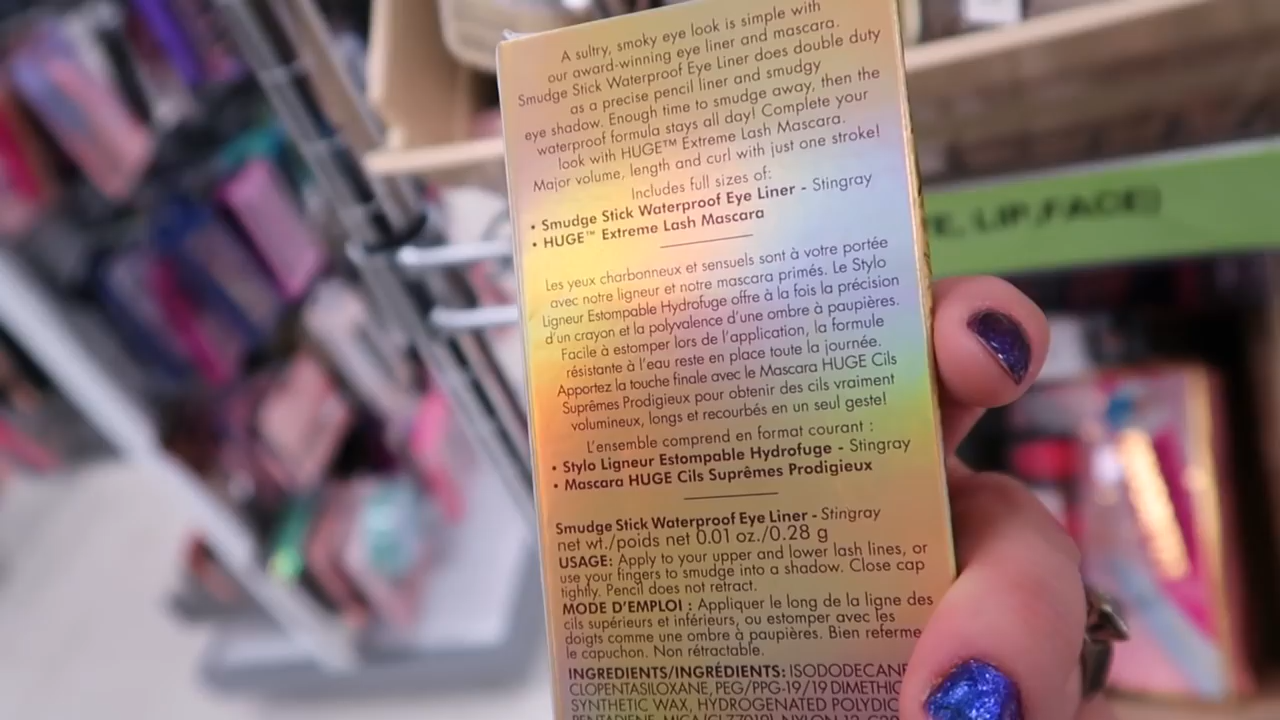 A sultry, smoky eye look is simple with
our award-winning eye liner and mascara.
Smudge Stick Waterproof Eye Liner does double duty
as a precise pencil liner and smudgy
eye shadow. Enough time to smudge away, then the
waterproof formula stays all day! Complete your
look with HUGE™ Extreme Lash Mascara.
Major volume, length and curl with just one stroke!
Includes full sizes of:
• Smudge Stick Waterproof Eye Liner - Stingray
• HUGE™ Extreme Lash Mascara
Les yeux charbonneux et sensuels sont à votre portée
avec notre ligneur et notre mascara primés. Le Stylo
Ligneur Estompable Hydrofuge offre à la fois la précision
d'un crayon et la polyvalence d'une ombre à paupières.
Facile à estomper lors de l'application, la formule
résistante à l'eau reste en place toute la journée.
Apportez la touche finale avec le Mascara HUGE Cils
Suprêmes Prodigieux pour obtenir des cils vraiment
volumineux, longs et recourbés en un seul geste!
L'ensemble comprend en format courant :
• Stylo Ligneur Estompable Hydrofuge - Stingray
• Mascara HUGE Cils Suprêmes Prodigieux
Smudge Stick Waterproof Eye Liner - Stingray
net wt./poids net 0.01 oz./0.28 g
USAGE: Apply to your upper and lower lash lines, or
use your fingers to smudge into a shadow. Close cap
tightly. Pencil does not retract.
MODE D'EMPLOI : Appliquer le long de la ligne des
cils supérieurs et inférieurs, ou estomper avec les
doigts comme une ombre à paupières. Bien referme
le capuchon. Non rétractable.
INGREDIENTS/INGRÉDIENTS: ISODODECANE
CLOPENTASILOXANE, PEG/PPG-19/19 DIMETHIC
SYNTHETIC WAX, HYDROGENATED POLYDIC
E, LIP, FACE)